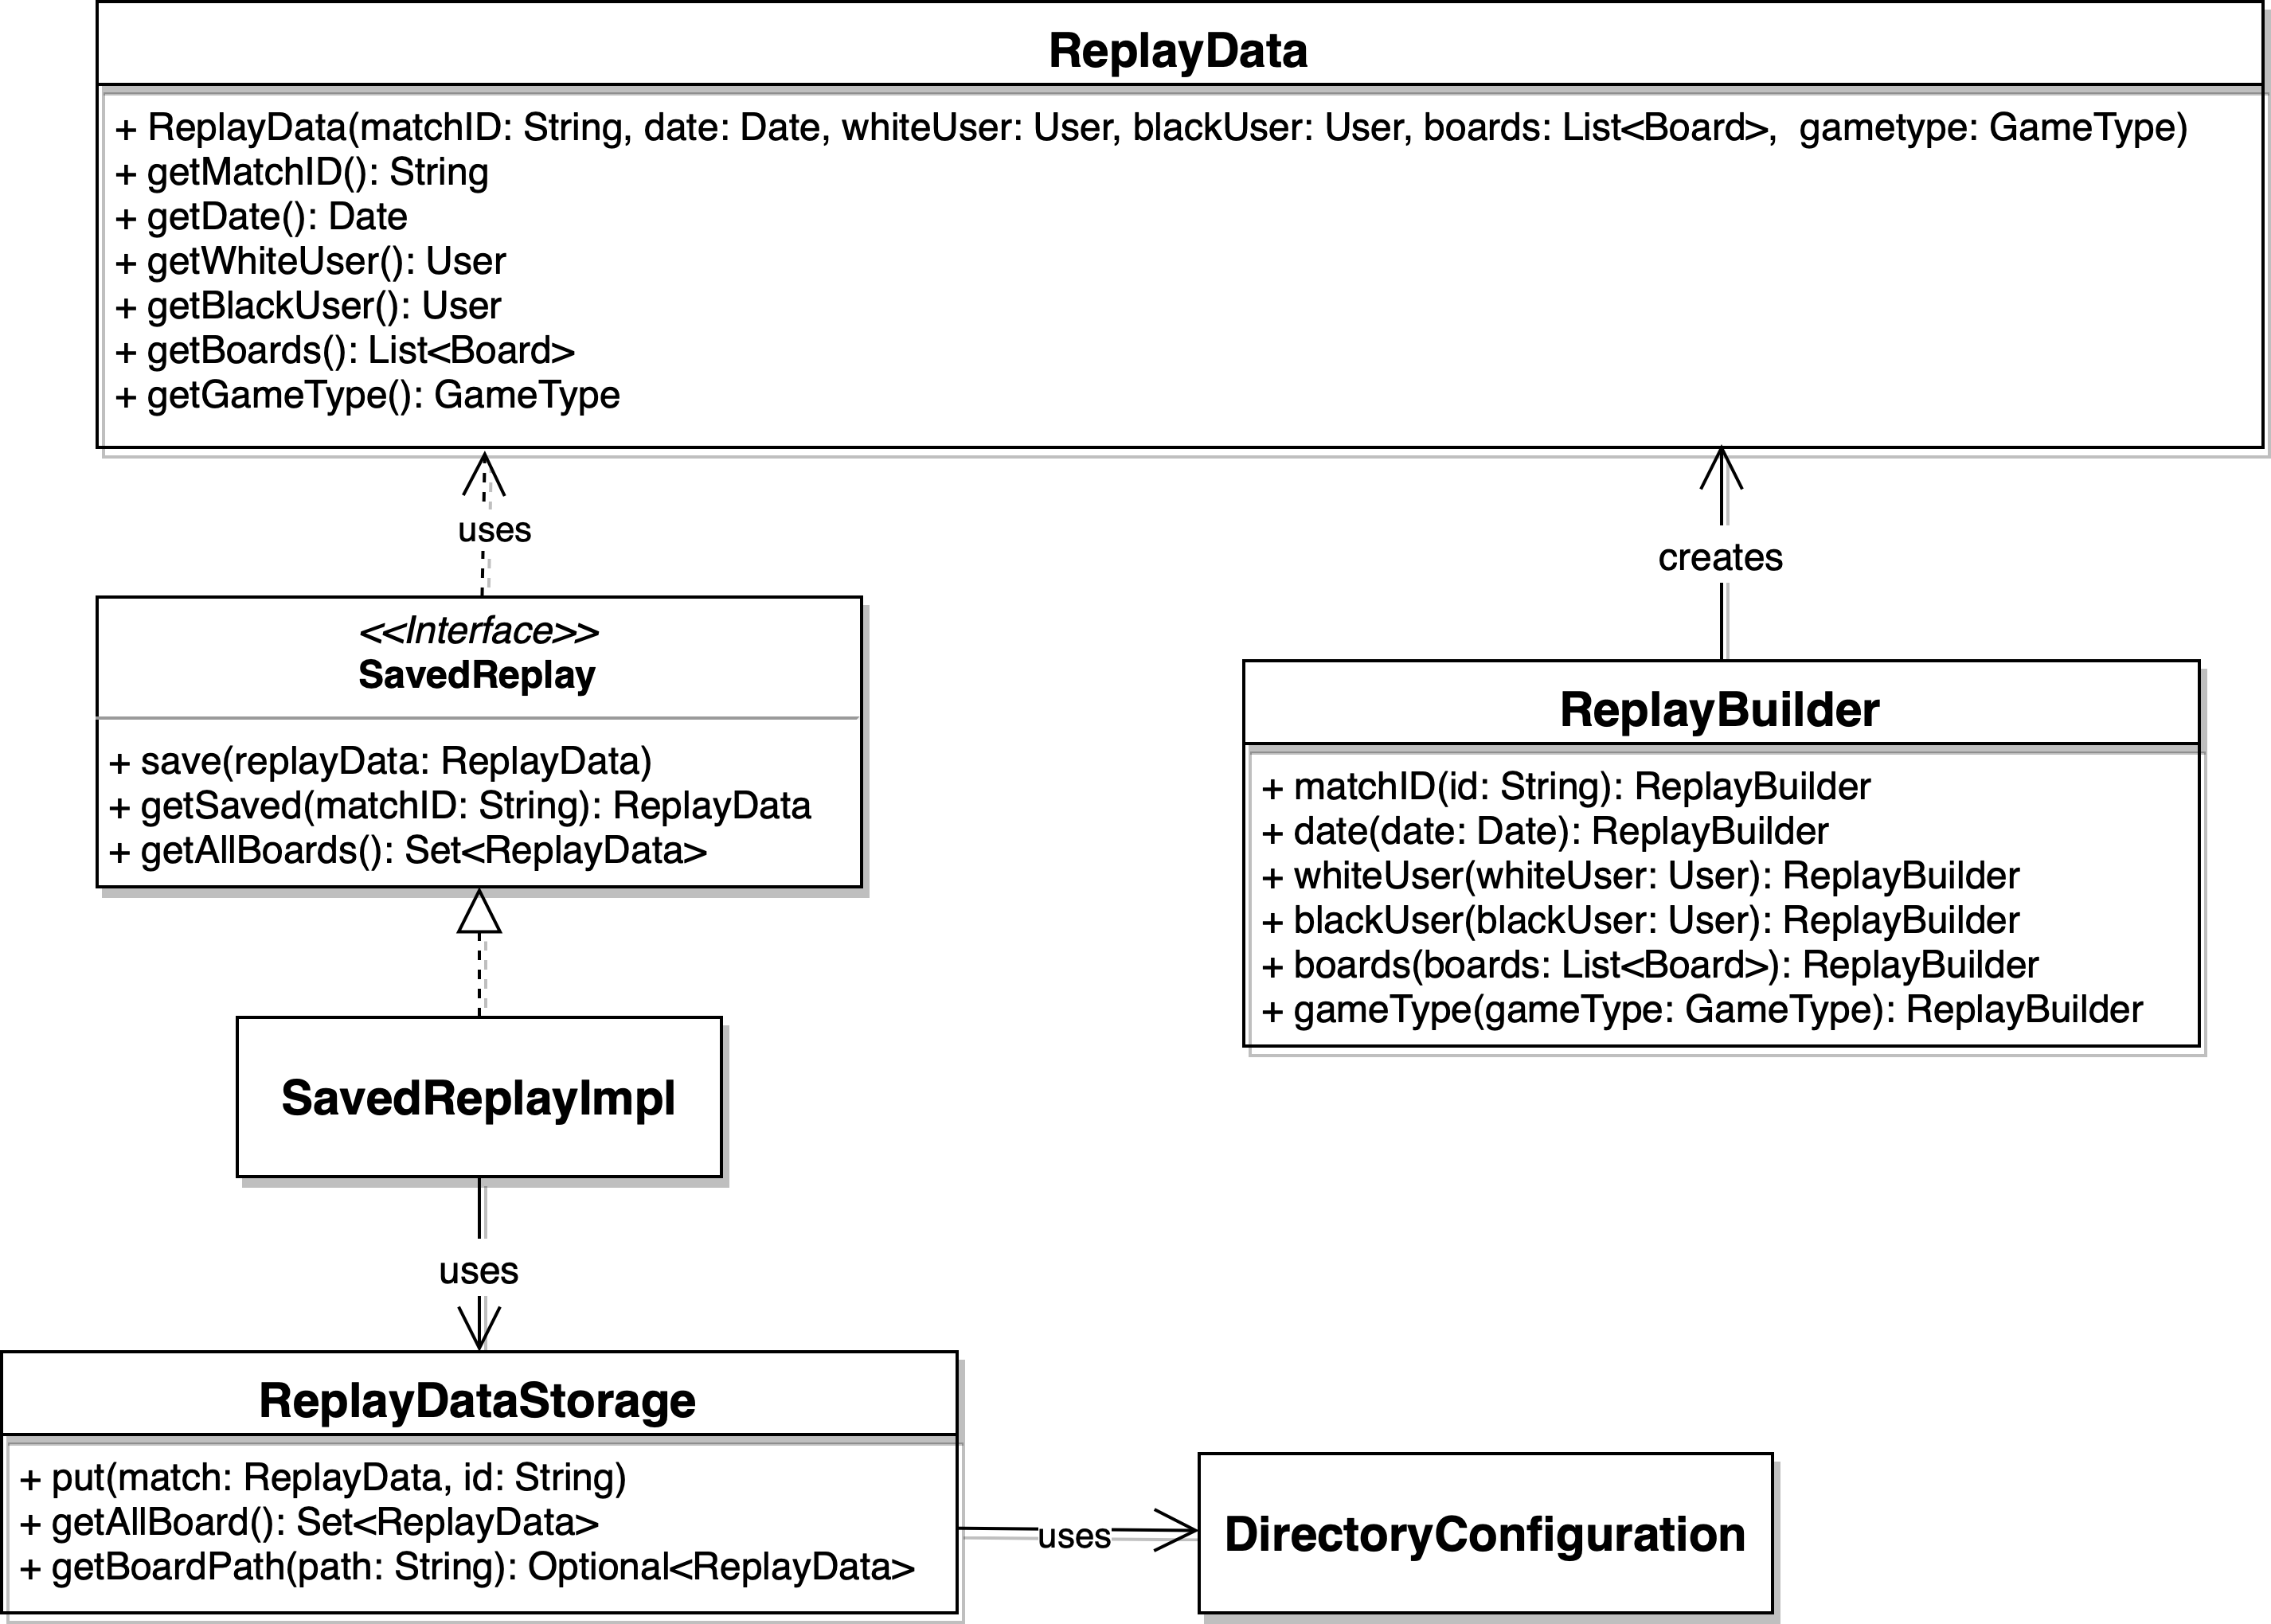 ReplayData
+ ReplayData(matchID: String, date: Date, whiteUser: User, blackUser: User, boards: List<Board>, gametype: GameType)
+ getMatchID(): String
+ getDate(): Date
+ getWhiteUser(): User
+ getBlackUser(): User
+ getBoards(): List<Board>
+ getGameType(): GameType
uses
creates
<<Interface>>
SavedReplay
+ save(replayData: ReplayData)
+ getSaved(matchID: String): ReplayData
+ getAllBoards(): Set<ReplayData>
ReplayBuilder
+ matchID(id: String): ReplayBuilder
+ date(date: Date): ReplayBuilder
+ whiteUser(whiteUser: User): ReplayBuilder
+ blackUser(blackUser: User): ReplayBuilder
+ boards(boards: List<Board>): ReplayBuilder
+ gameType(gameType: GameType): ReplayBuilder
SavedReplayImpl
uses
ReplayDataStorage
+ put(match: ReplayData, id: String)
+ getAllBoard(): Set<ReplayData>
+ getBoardPath(path: String): Optional<ReplayData>
uses
DirectoryConfiguration